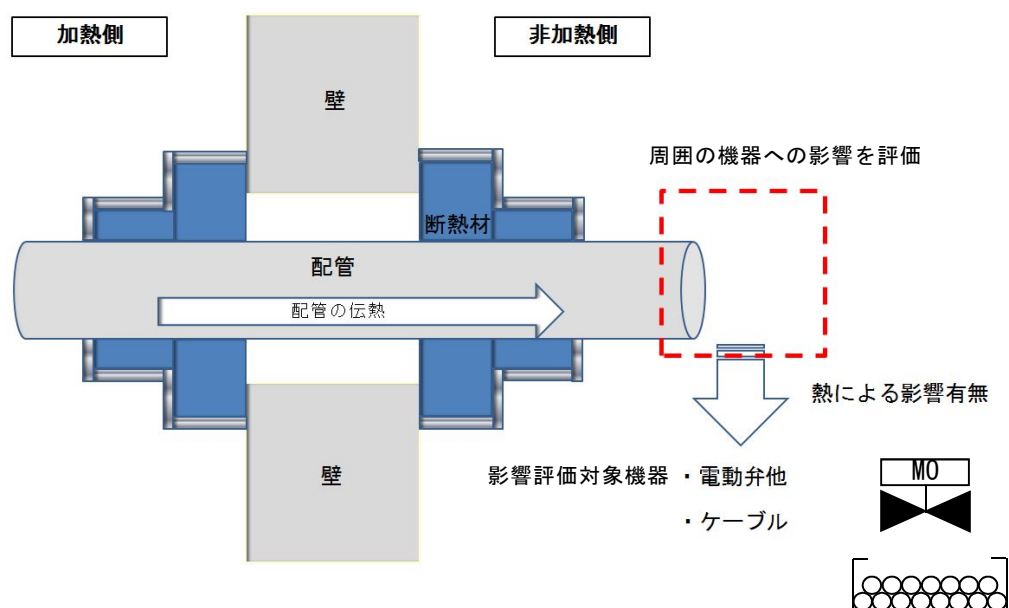 加熱側
非加熱側
壁
周囲の機器への影響を評価
断熱材
配管
配管の伝熱
熱による影響有無
壁
影響評価対象機器 ・電動弁他
・ケーブル
MO